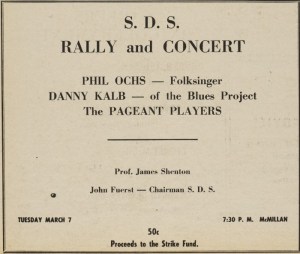 S. D. S.
RALLY and CONCERT
PHIL OCHS — Folksinger
DANNY KALB — of the Blues Project
The PAGEANT PLAYERS
Prof. James Shenton
John Fuerst — Chairman S. D. S.
TUESDAY MARCH 7 7:30 P. M. McMILLAN
50c
Proceeds to the Strike Fund.